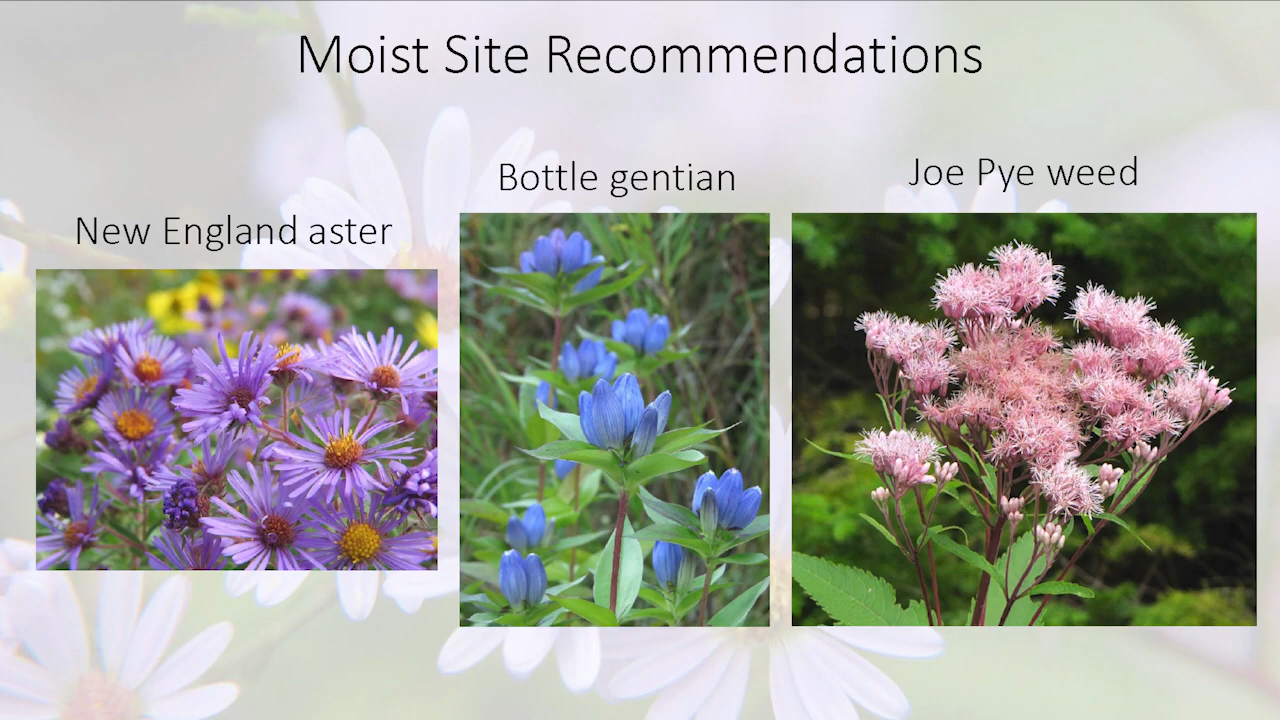 Moist Site Recommendations
New England aster
Bottle gentian
Joe Pye weed